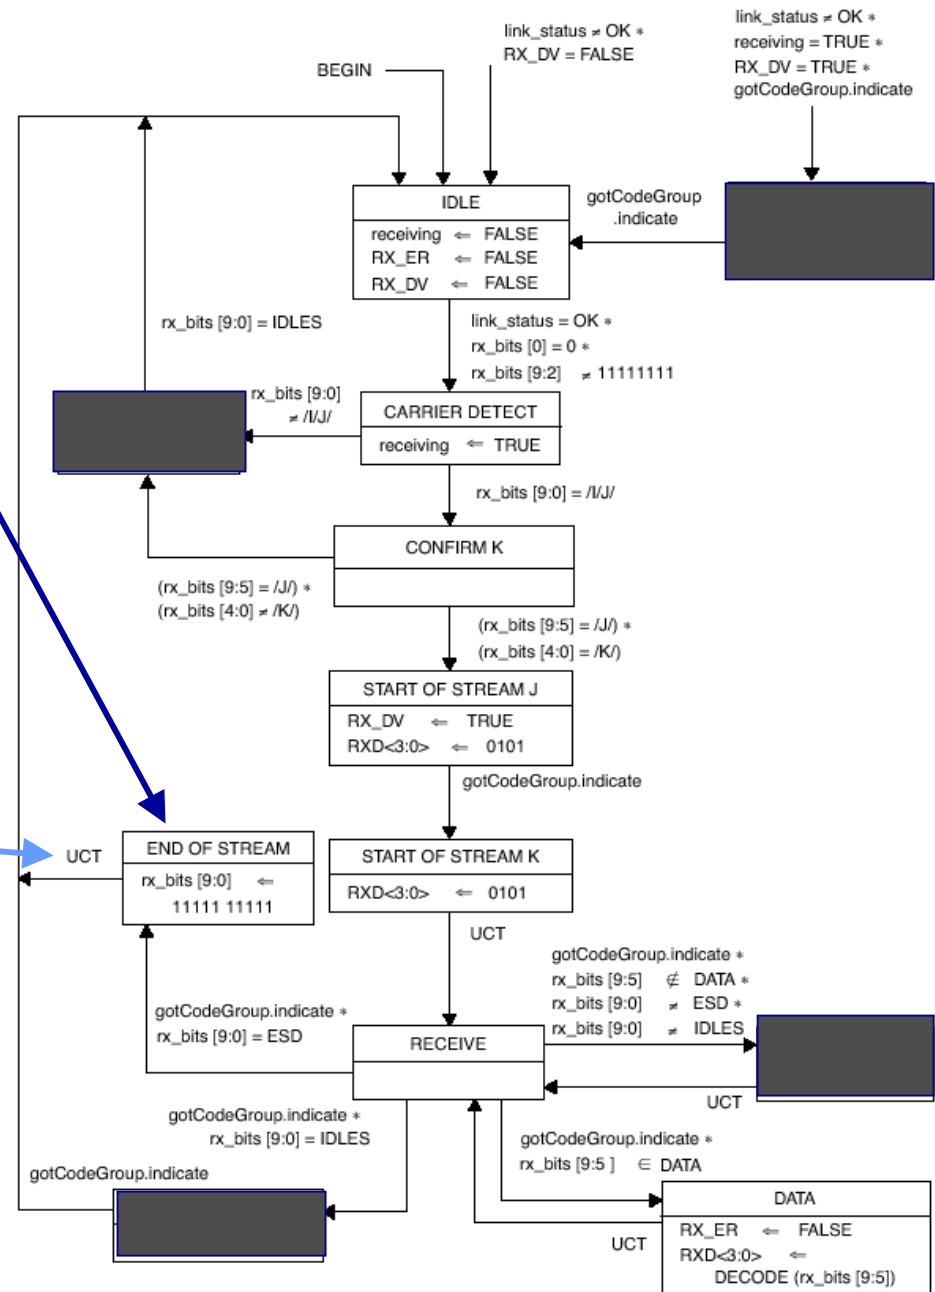 link_status ≠ OK *
RX_DV = FALSE
link_status ≠ OK *
receiving = TRUE *
RX_DV = TRUE *
gotCodeGroup.indicate
BEGIN
IDLE
receiving ⇐ FALSE
RX_ER ⇐ FALSE
RX_DV ⇐ FALSE
gotCodeGroup
.indicate
rx_bits [9:0] = IDLES
link_status = OK *
rx_bits [0] = 0 *
rx_bits [9:2] ≠ 11111111
rx_bits [9:0]
≠ /I/J/
CARRIER DETECT
receiving ⇐ TRUE
rx_bits [9:0] = /I/J/
CONFIRM K
(rx_bits [9:5] = /J/) *
(rx_bits [4:0] ≠ /K/)
(rx_bits [9:5] = /J/) *
(rx_bits [4:0] = /K/)
START OF STREAM J
RX_DV ⇐ TRUE
RXD<3:0> ⇐ 0101
gotCodeGroup.indicate
UCT
END OF STREAM
rx_bits [9:0] ⇐
11111 11111
START OF STREAM K
RXD<3:0> ⇐ 0101
UCT
gotCodeGroup.indicate *
rx_bits [9:5] ∉ DATA *
rx_bits [9:0] ≠ ESD *
rx_bits [9:0] ≠ IDLES
gotCodeGroup.indicate *
rx_bits [9:0] = ESD
RECEIVE
UCT
gotCodeGroup.indicate *
rx_bits [9:0] = IDLES
gotCodeGroup.indicate *
rx_bits [9:5 ] ∈ DATA
gotCodeGroup.indicate
UCT
DATA
RX_ER ⇐ FALSE
RXD<3:0> ⇐
DECODE (rx_bits [9:5])